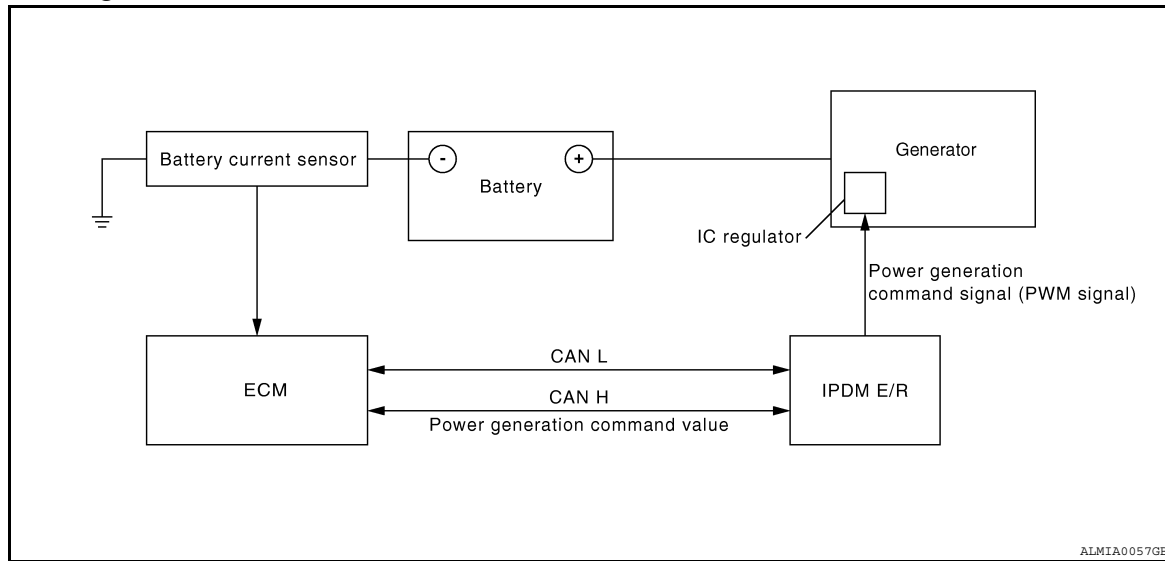 Battery current sensor
-
+
Battery
Generator
IC regulator
Power generation
command signal (PWM signal)
ECM
CAN L
CAN H
Power generation command value
IPDM E/R